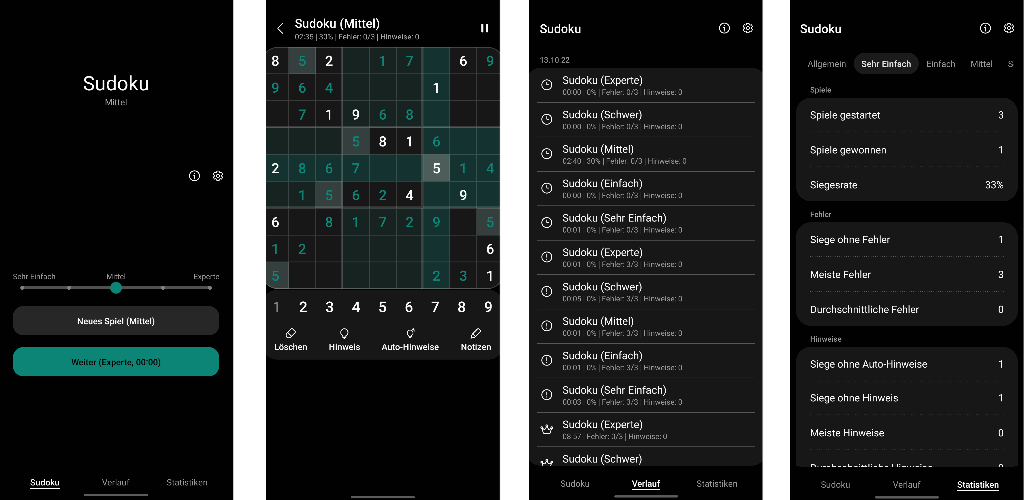 Sudoku
Mittel
Sehr Einfach Mittel Experte
Neues Spiel (Mittel)
Weiter (Experte, 00:00)
Sudoku Verlauf Statistiken
Sudoku (Mittel)
02:35 | 30% | Fehler: 0/3 | Hinweise: 0
8 5 2 1 7 6 9
9 6 4 1
7 1 9 6 8
5 8 1 6
2 8 6 7 5 1 4
1 5 6 2 4 9
6 8 1 7 2 9 5
1 2 6
5 2 3 1
1 2 3 4 5 6 7 8 9
Löschen Hinweis Auto-Hinweise Notizen
Sudoku
13.10.22
Sudoku (Experte)
00:00 | 0% | Fehler: 0/3 | Hinweise: 0
Sudoku (Schwer)
00:00 | 0% | Fehler: 0/3 | Hinweise: 0
Sudoku (Mittel)
02:40 | 30% | Fehler: 0/3 | Hinweise: 0
Sudoku (Einfach)
00:00 | 0% | Fehler: 0/3 | Hinweise: 0
Sudoku (Sehr Einfach)
00:01 | 0% | Fehler: 0/3 | Hinweise: 0
Sudoku (Experte)
00:01 | 0% | Fehler: 3/3 | Hinweise: 0
Sudoku (Schwer)
00:05 | 0% | Fehler: 3/3 | Hinweise: 0
Sudoku (Mittel)
00:01 | 0% | Fehler: 3/3 | Hinweise: 0
Sudoku (Einfach)
00:01 | 0% | Fehler: 3/3 | Hinweise: 0
Sudoku (Sehr Einfach)
00:03 | 0% | Fehler: 3/3 | Hinweise: 0
Sudoku (Experte)
08:57 | Fehler: 0/3 | Hinweise: 0
Sudoku (Schwer)
Sudoku Verlauf Statistiken
Sudoku
Allgemein Sehr Einfach Einfach Mittel S
Spiele
Spiele gestartet 3
Spiele gewonnen 1
Siegesrate 33%
Fehler
Siege ohne Fehler 1
Meiste Fehler 3
Durchschnittliche Fehler 0
Hinweise
Siege ohne Auto-Hinweise 1
Siege ohne Hinweis 1
Meiste Hinweise 0
Durchschnittliche Hinweise 0
Sudoku Verlauf Statistiken